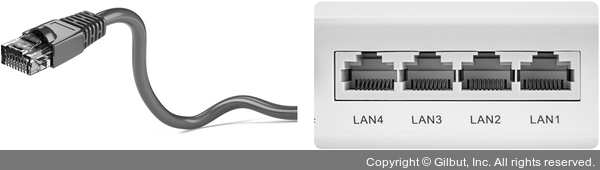 LAN4 LAN3 LAN2 LAN1
Copyright © Gilbut, Inc. All rights reserved.